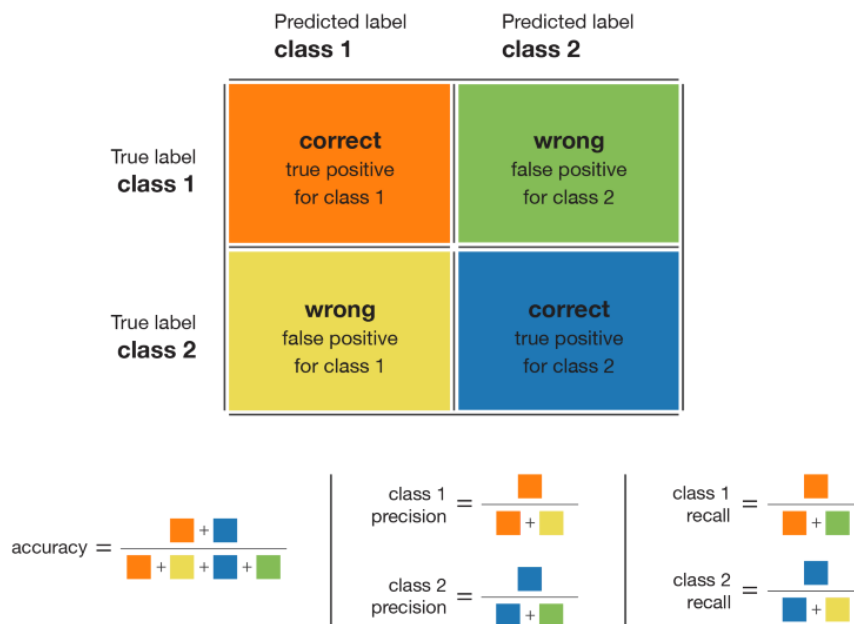 Predicted label
class 1
Predicted label
class 2
True label
class 1
correct
true positive
for class 1
wrong
false positive
for class 2
True label
class 2
wrong
false positive
for class 1
correct
true positive
for class 2
accuracy = + + + +
class 1
precision = +
class 2
precision = +
class 1
recall = +
class 2
recall = +